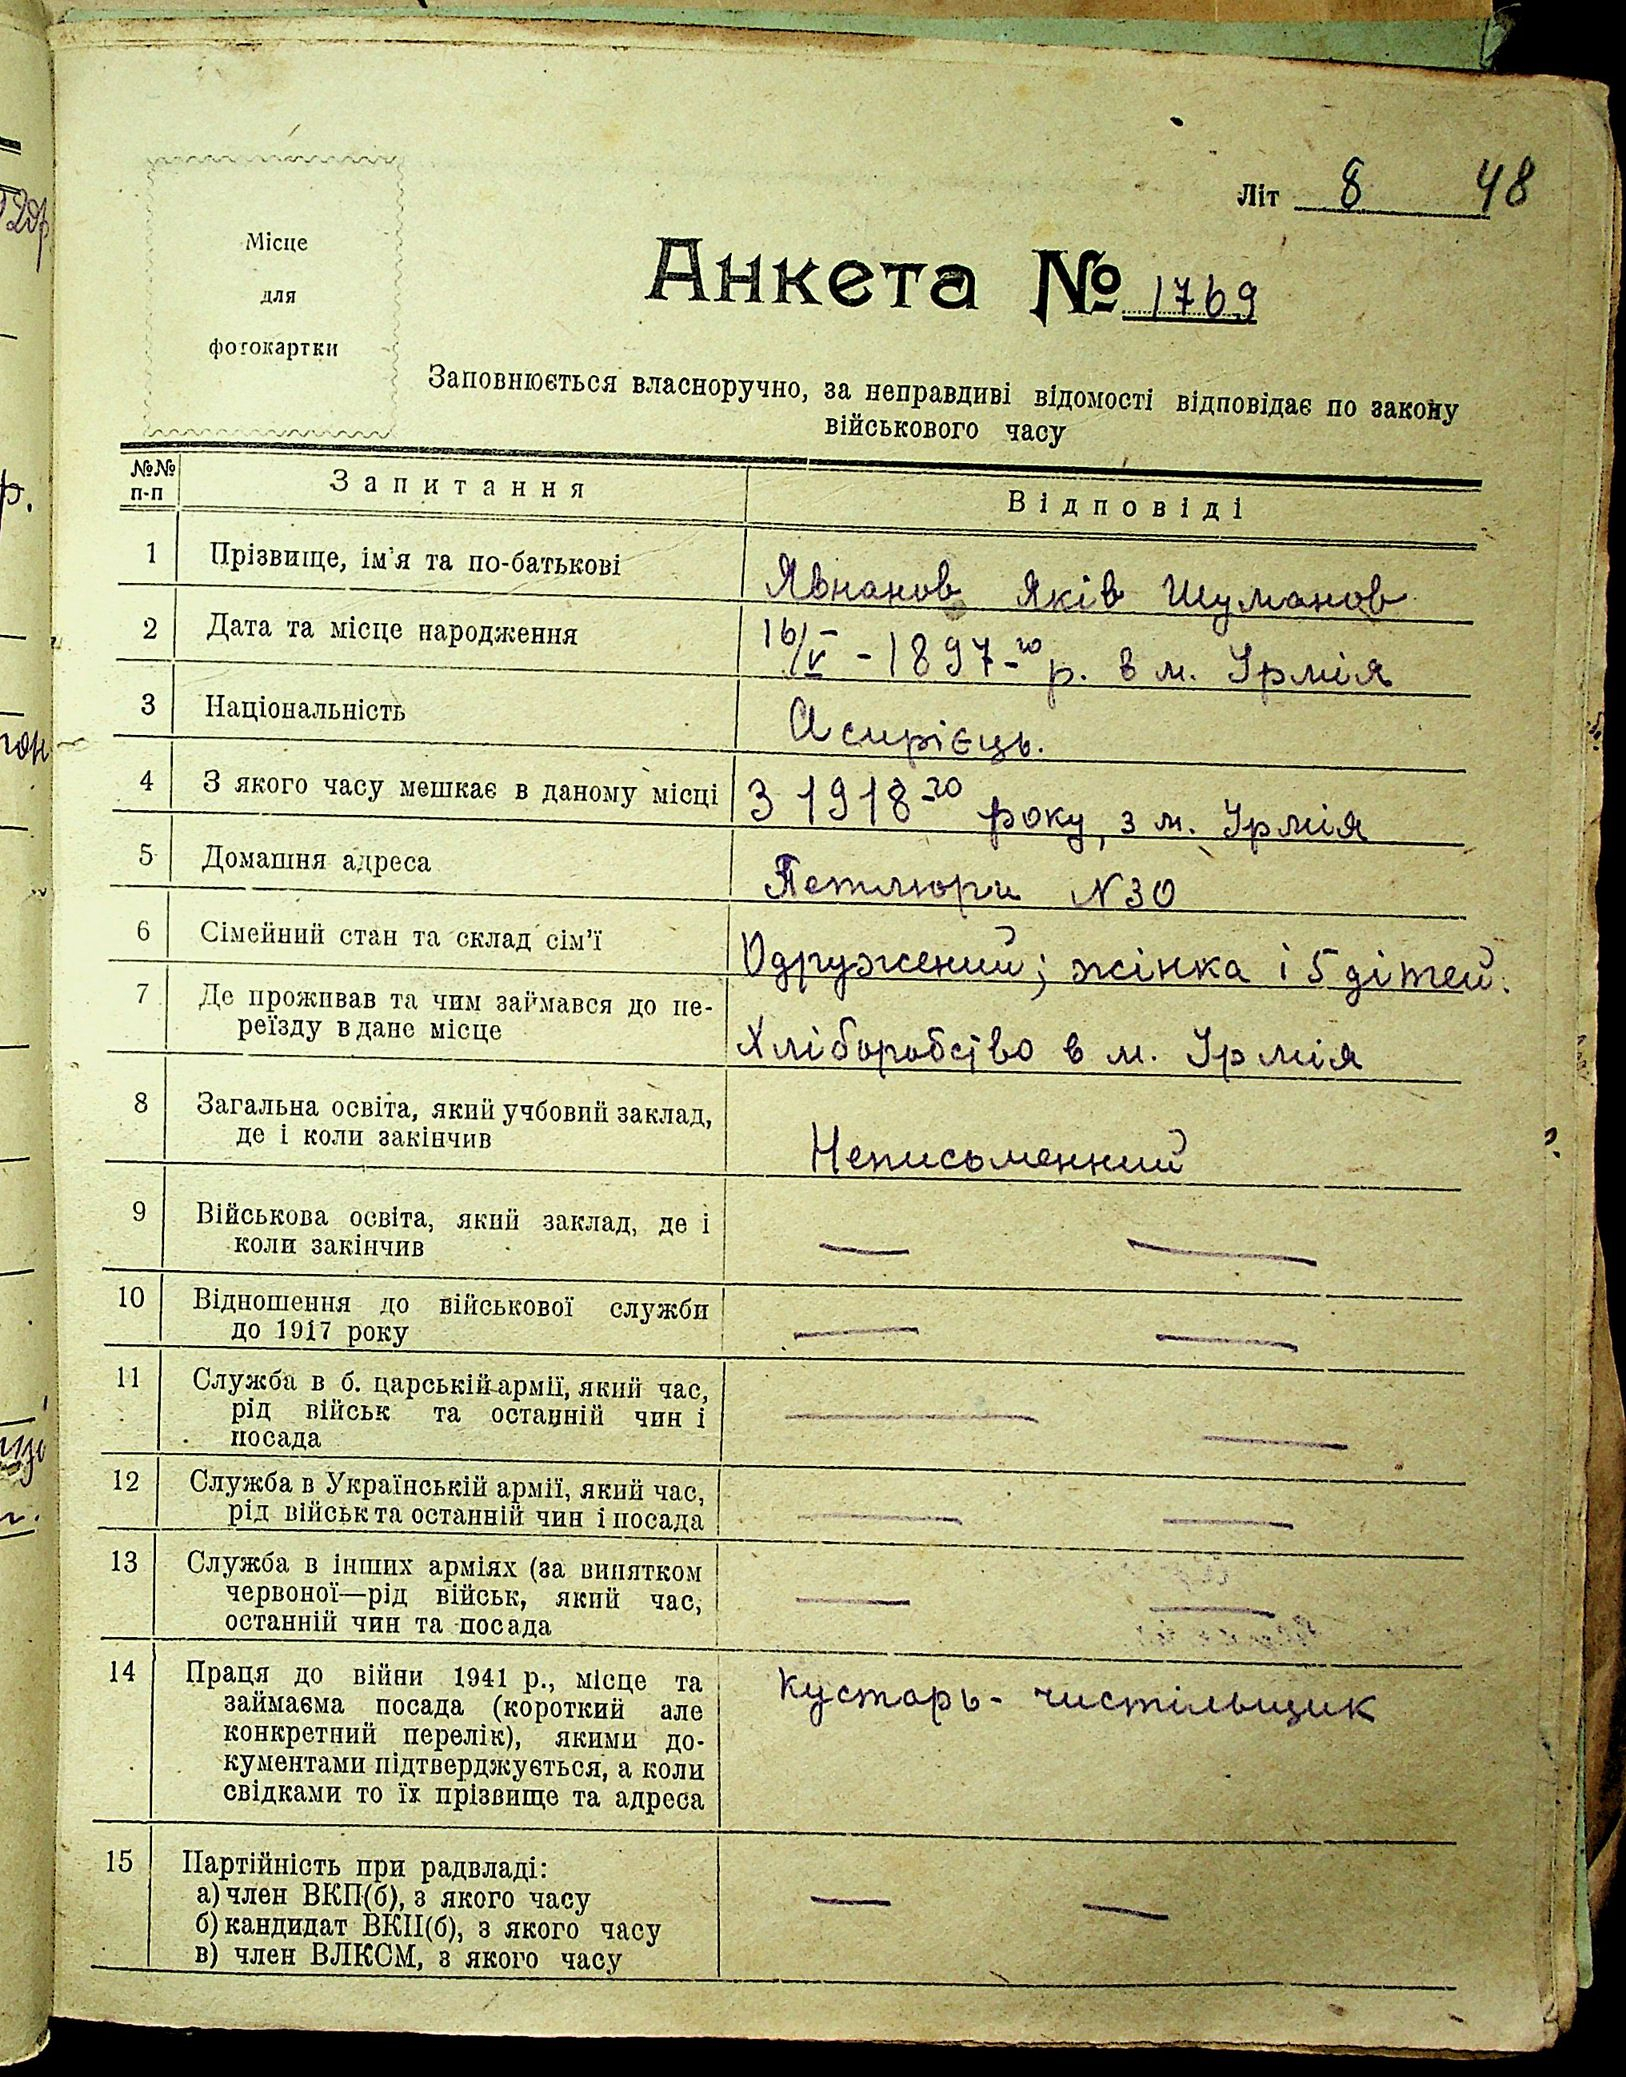 Літ 8 48
Місце
для
фотокартки
Анкета № 1769
Заповнюється власноручно, за неправдиві відомості відповідає по закону
військового часу
№№ п-п Запитання Відповіді
1 Прізвище, ім'я та по-батькові Явнанов Яків Шуманов
2 Дата та місце народження 16/V - 1897-го р. в м. Урмія
3 Національність Асирієць.
4 З якого часу мешкає в даному місці З 1918-го року, з м. Урмія
5 Домашня адреса Петлюри N 30
6 Сімейний стан та склад сім'ї Одружений; жінка і 5 дітей.
7 Де проживав та чим займався до пе-
реїзду в дане місце Хліборобство в м. Урмія
8 Загальна освіта, який учбовий заклад,
де і коли закінчив Неписьменний
9 Військова освіта, який заклад, де і
коли закінчив — —
10 Відношення до військової служби
до 1917 року — —
11 Служба в б. царській армії, який час,
рід військ та останній чин і
посада — —
12 Служба в Українській армії, який час,
рід військ та останній чин і посада — —
13 Служба в інших арміях (за винятком
червоної—рід військ, який час,
останній чин та посада — —
14 Праця до війни 1941 р., місце та Кустарь - чистільщик
займаєма посада (короткий але
конкретний перелік), якими до-
кументами підтверджується, а коли
свідками то їх прізвище та адреса
15 Партійність при радвладі:
а) член ВКП(б), з якого часу — —
б) кандидат ВКП(б), з якого часу
в) член ВЛКСМ, з якого часу